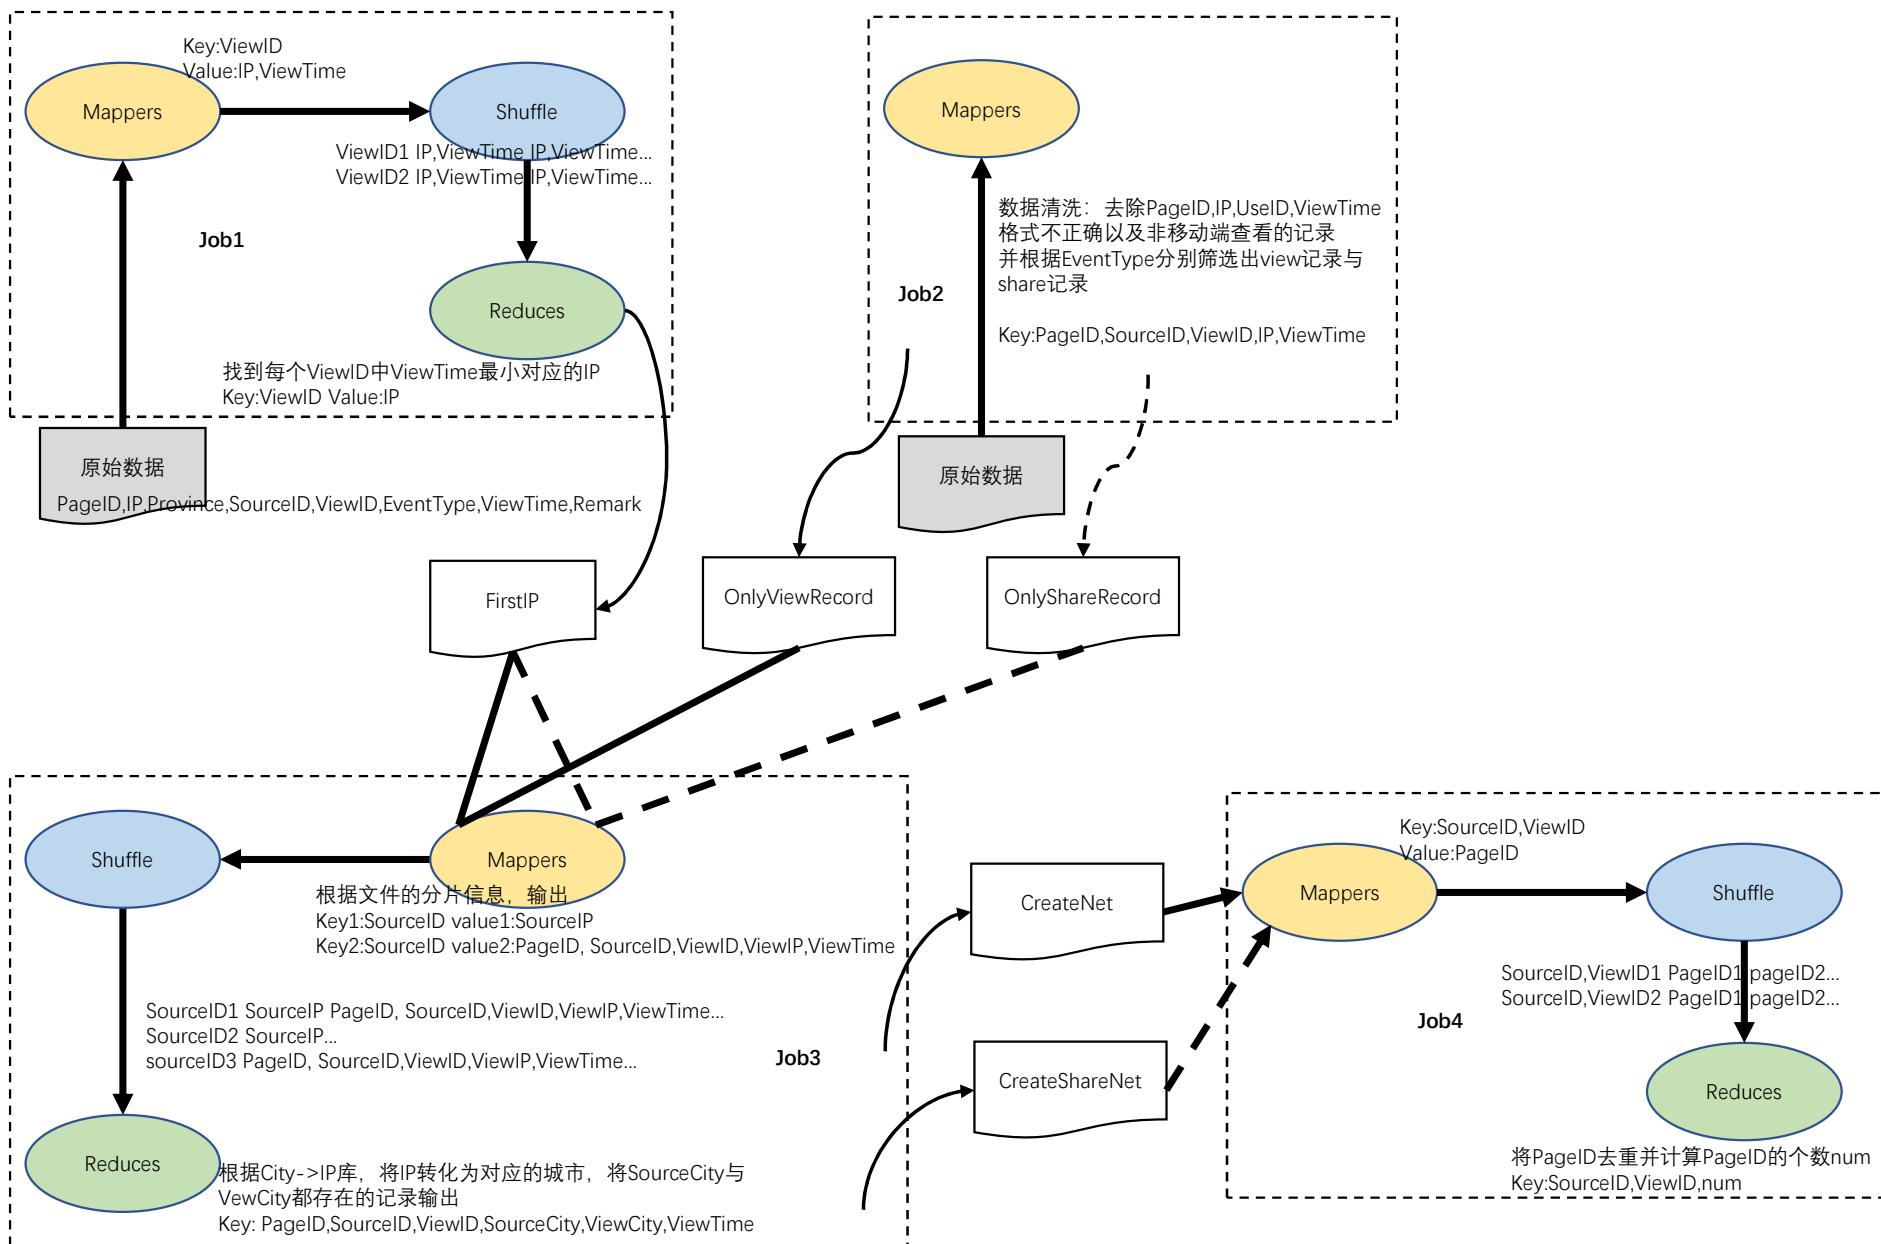 Key:ViewID
Value:IP,ViewTime
Mappers
Shuffle
ViewID1 IP,ViewTime IP,ViewTime...
ViewID2 IP,ViewTime IP,ViewTime...
Job1
Reduces
找到每个ViewID中ViewTime最小对应的IP
Key:ViewID Value:IP
原始数据
PageID,IP,Province,SourceID,ViewID,EventType,ViewTime,Remark
Mappers
数据清洗：去除PageID,IP,UseID,ViewTime
格式不正确以及非移动端查看的记录
并根据EventType分别筛选出view记录与
share记录
Job2
Key:PageID,SourceID,ViewID,IP,ViewTime
原始数据
FirstIP
OnlyViewRecord
OnlyShareRecord
Shuffle
Mappers
根据文件的分片信息，输出
Key1:SourceID value1:SourceIP
Key2:SourceID value2:PageID, SourceID,ViewID,ViewIP,ViewTime
SourceID1 SourceIP PageID, SourceID,ViewID,ViewIP,ViewTime...
SourceID2 SourceIP...
sourceID3 PageID, SourceID,ViewID,ViewIP,ViewTime...
Job3
Reduces
根据City->IP库，将IP转化为对应的城市，将SourceCity与
VewCity都存在的记录输出
Key: PageID,SourceID,ViewID,SourceCity,ViewCity,ViewTime
CreateNet
CreateShareNet
Key:SourceID,ViewID
Value:PageID
Mappers
Shuffle
SourceID,ViewID1 PageID1 pageID2...
SourceID,ViewID2 PageID1 pageID2...
Job4
Reduces
将PageID去重并计算PageID的个数num
Key:SourceID,ViewID,num